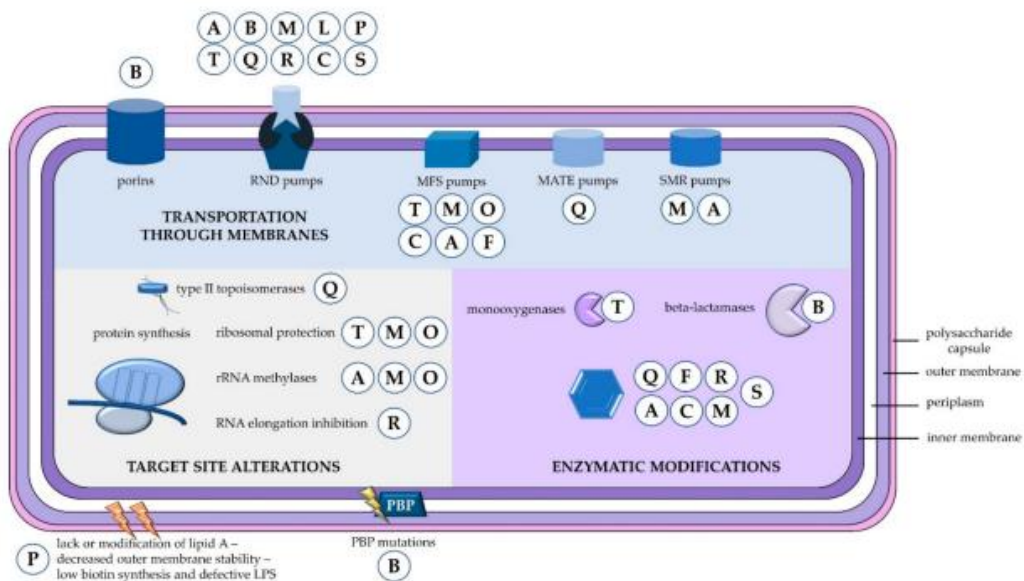 A B M L P
T Q R C S
B
porins
RND pumps
MFS pumps
MATE pumps
SMR pumps
T M O
C A F
Q
M A
TRANSPORTATION
THROUGH MEMBRANES
type II topoisomerases Q
protein synthesis
ribosomal protection T M O
rRNA methylases A M O
RNA elongation inhibition R
TARGET SITE ALTERATIONS
monooxygenases T
beta-lactamases B
Q F R S
A C M
ENZYMATIC MODIFICATIONS
polysaccharide
capsule
outer membrane
periplasm
inner membrane
P
lack or modification of lipid A –
decreased outer membrane stability –
low biotin synthesis and defective LPS
PBP
PBP mutations
B